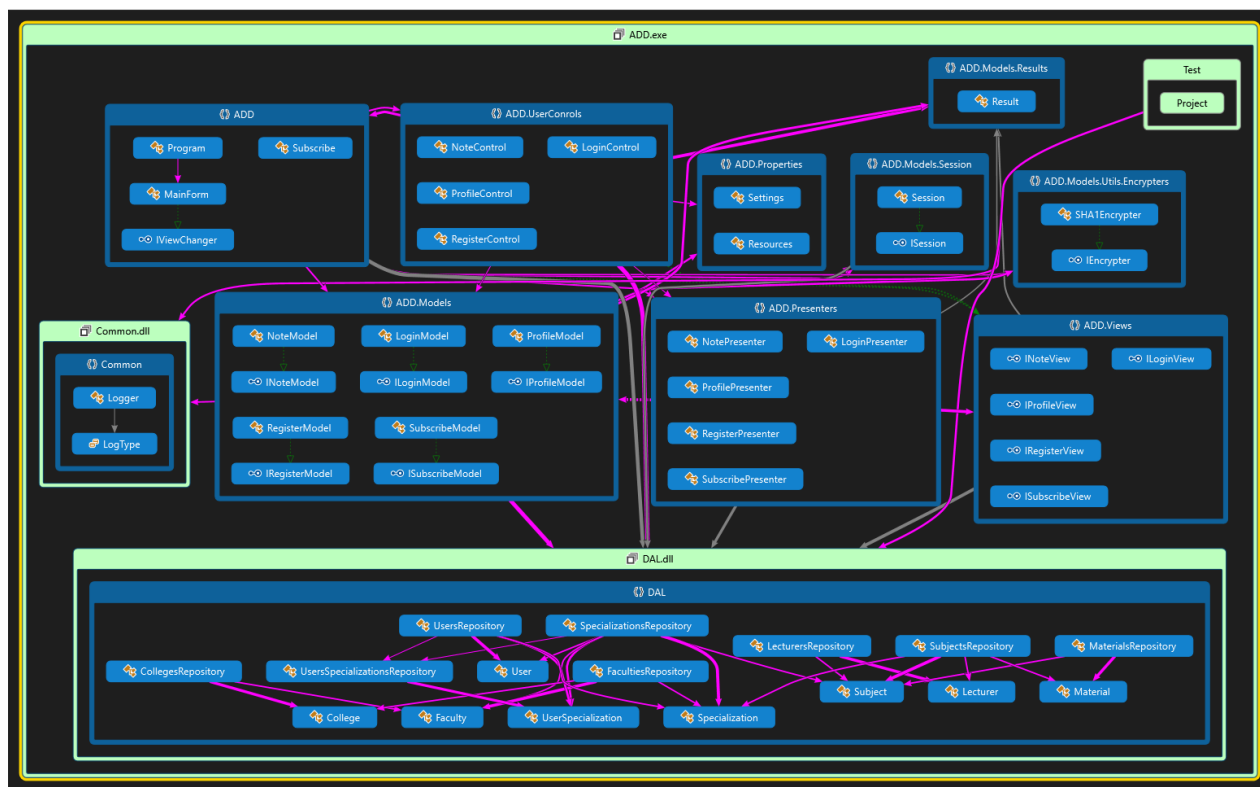 ADD.exe
ADD.Models.Results
Result
Test
Project
ADD
Program
Subscribe
MainForm
IViewChanger
ADD.UserConrols
NoteControl
LoginControl
ProfileControl
RegisterControl
ADD.Properties
Settings
Resources
ADD.Models.Session
Session
ISession
ADD.Models.Utils.Encrypters
SHA1Encrypter
IEncrypter
Common.dll
Common
Logger
LogType
ADD.Models
NoteModel
LoginModel
ProfileModel
INoteModel
ILoginModel
IProfileModel
RegisterModel
SubscribeModel
IRegisterModel
ISubscribeModel
ADD.Presenters
NotePresenter
LoginPresenter
ProfilePresenter
RegisterPresenter
SubscribePresenter
ADD.Views
INoteView
ILoginView
IProfileView
IRegisterView
ISubscribeView
DAL.dll
DAL
UsersRepository
SpecializationsRepository
LecturersRepository
SubjectsRepository
MaterialsRepository
CollegesRepository
UsersSpecializationsRepository
User
FacultiesRepository
Subject
Lecturer
Material
College
Faculty
UserSpecialization
Specialization